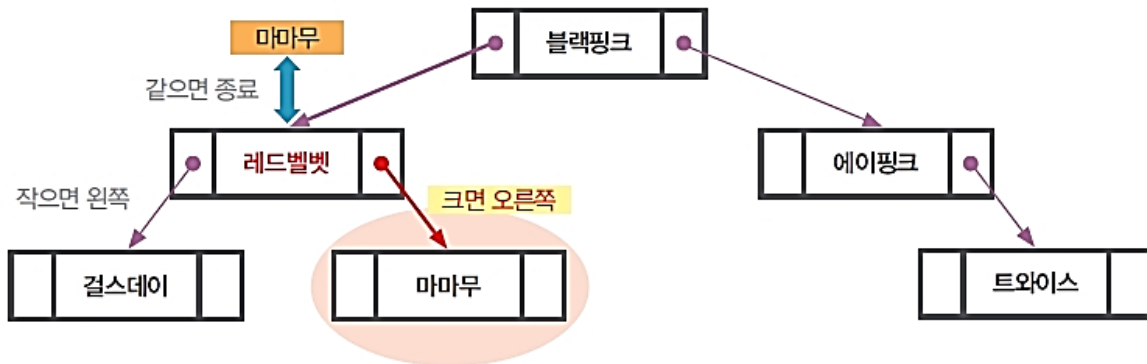 마마무
블랙핑크
같으면 종료
레드벨벳
에이핑크
작으면 왼쪽
크면 오른쪽
걸스데이
마마무
트와이스